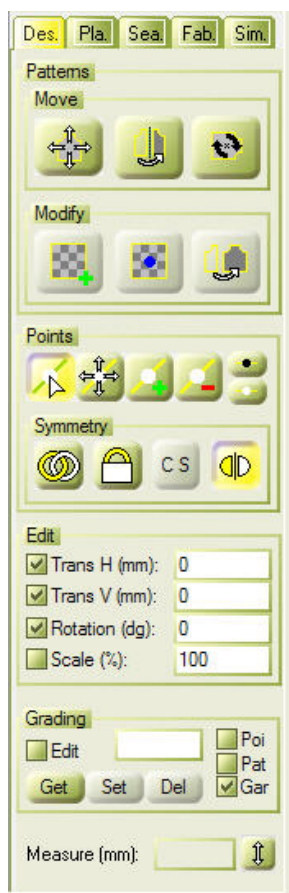 Des. Pla. Sea. Fab. Sim.
Patterns
Move
Modify
Points
Symmetry
C S
Edit
Trans H (mm): 0
Trans V (mm): 0
Rotation (dg): 0
Scale (%): 100
Grading
Edit
Poi
Pat
Get Set Del Gar
Measure (mm):